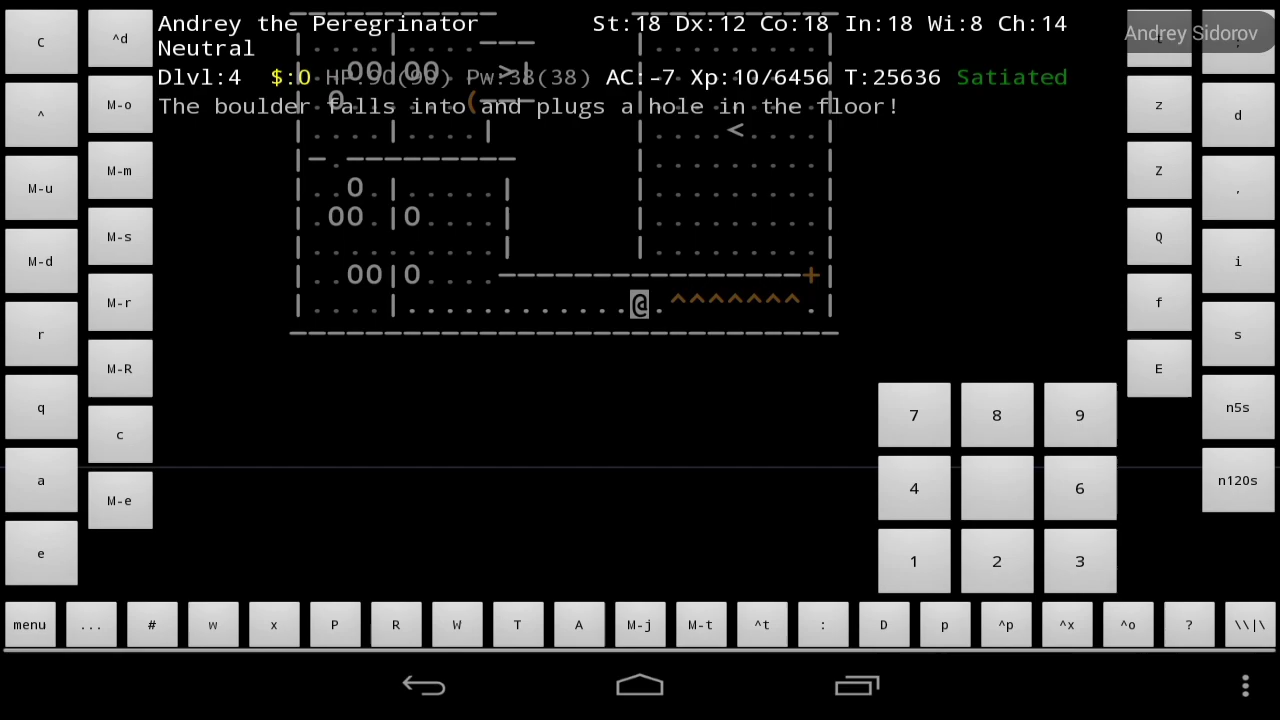 Andrey the Peregrinator St:18 Dx:12 Co:18 In:18 Wi:8 Ch:14
Neutral
Dlvl:4 $:0 HP:90(90) Pw:38(38) AC:-7 Xp:10/6456 T:25636 Satiated
The boulder falls into and plugs a hole in the floor!
Andrey Sidorov
c
^
M-u
M-d
r
q
a
e
^d
M-o
M-m
M-s
M-r
M-R
c
M-e
z
Z
Q
f
E
d
,
i
s
n5s
n120s
7 8 9
4 6
1 2 3
menu ... # w x P R W T A M-j M-t ^t : D p ^p ^x ^o ? \\|\